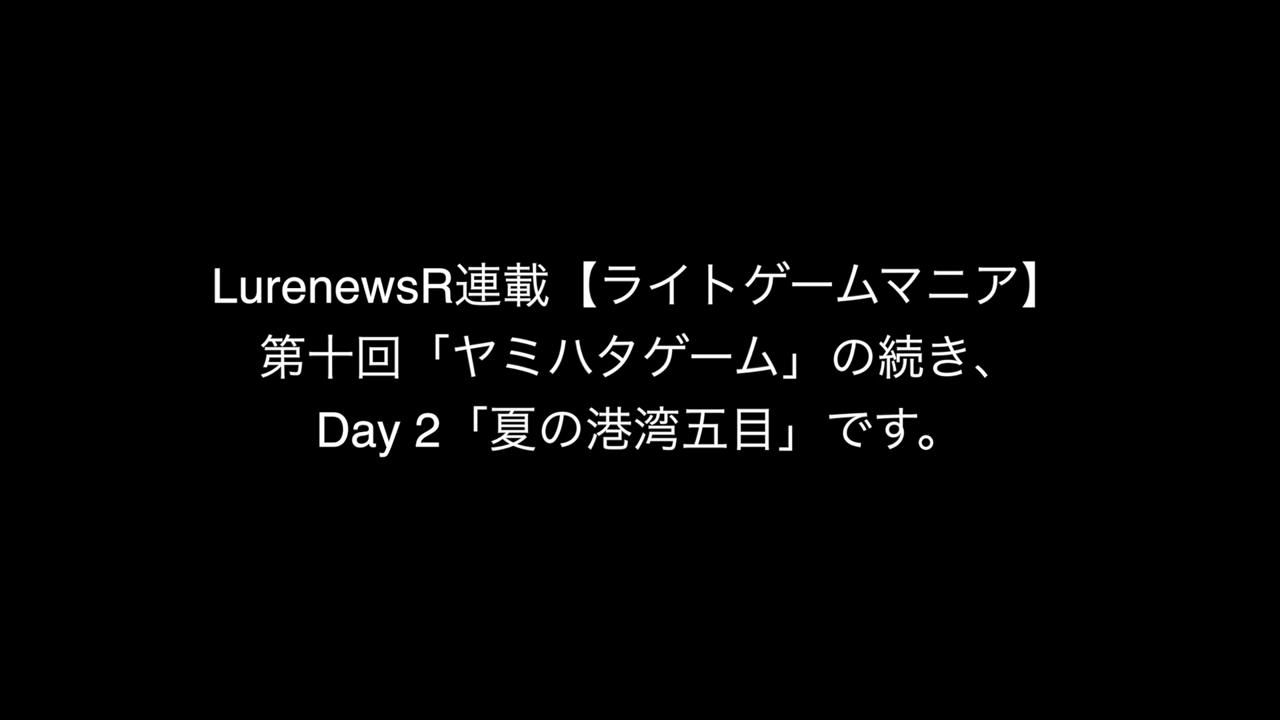 LurenewsR連載【ライトゲームマニア】
第十回「ヤミハタゲーム」の続き、
Day 2「夏の港湾五目」です。